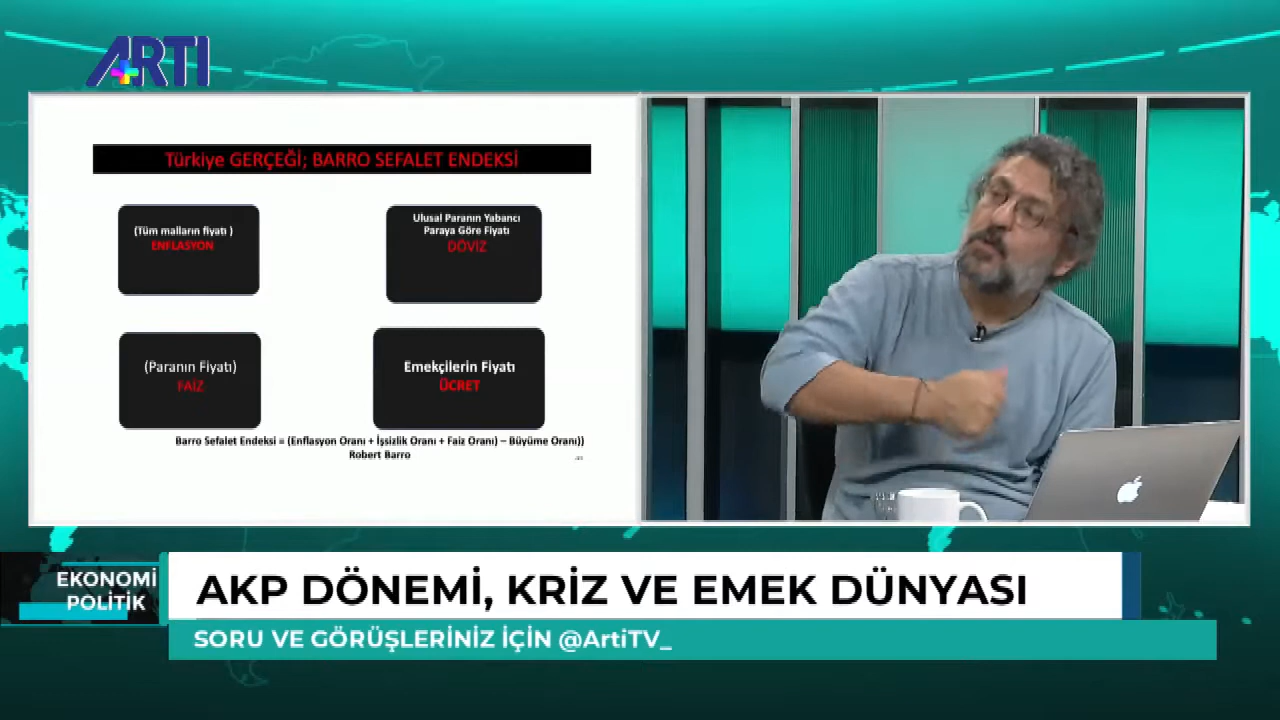 ARTI
Türkiye GERÇEĞİ; BARRO SEFALET ENDEKSİ
(Tüm malların fiyatı )
ENFLASYON
Ulusal Paranın Yabancı
Paraya Göre Fiyatı
DÖVİZ
(Paranın Fiyatı)
FAİZ
Emekçilerin Fiyatı
ÜCRET
Barro Sefalet Endeksi = (Enflasyon Oranı + İşsizlik Oranı + Faiz Oranı) – Büyüme Oranı))
Robert Barro
EKONOMİ
POLİTİK
AKP DÖNEMİ, KRİZ VE EMEK DÜNYASI
SORU VE GÖRÜŞLERİNİZ İÇİN @ArtiTV_